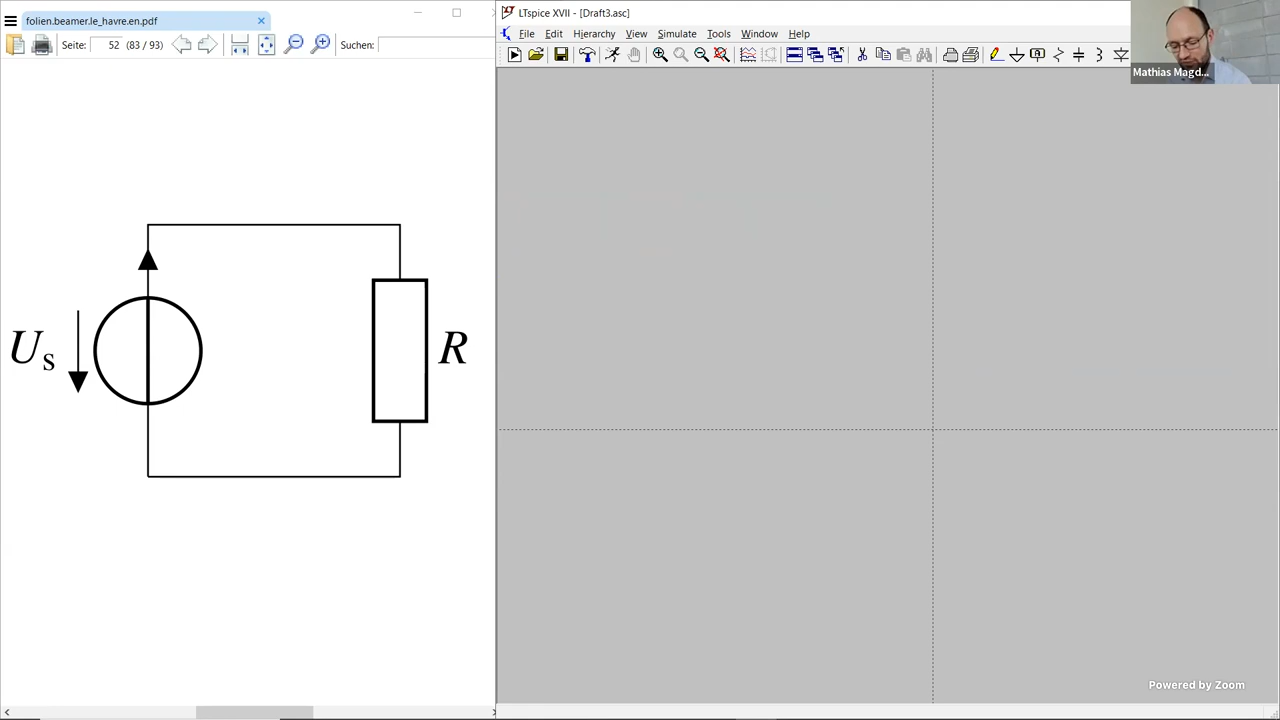 folien.beamer.le_havre.en.pdf
Seite: 52 (83 / 93) Suchen:
U_S
R
LTspice XVII - [Draft3.asc]
File Edit Hierarchy View Simulate Tools Window Help
Mathias Magd...
Powered by Zoom